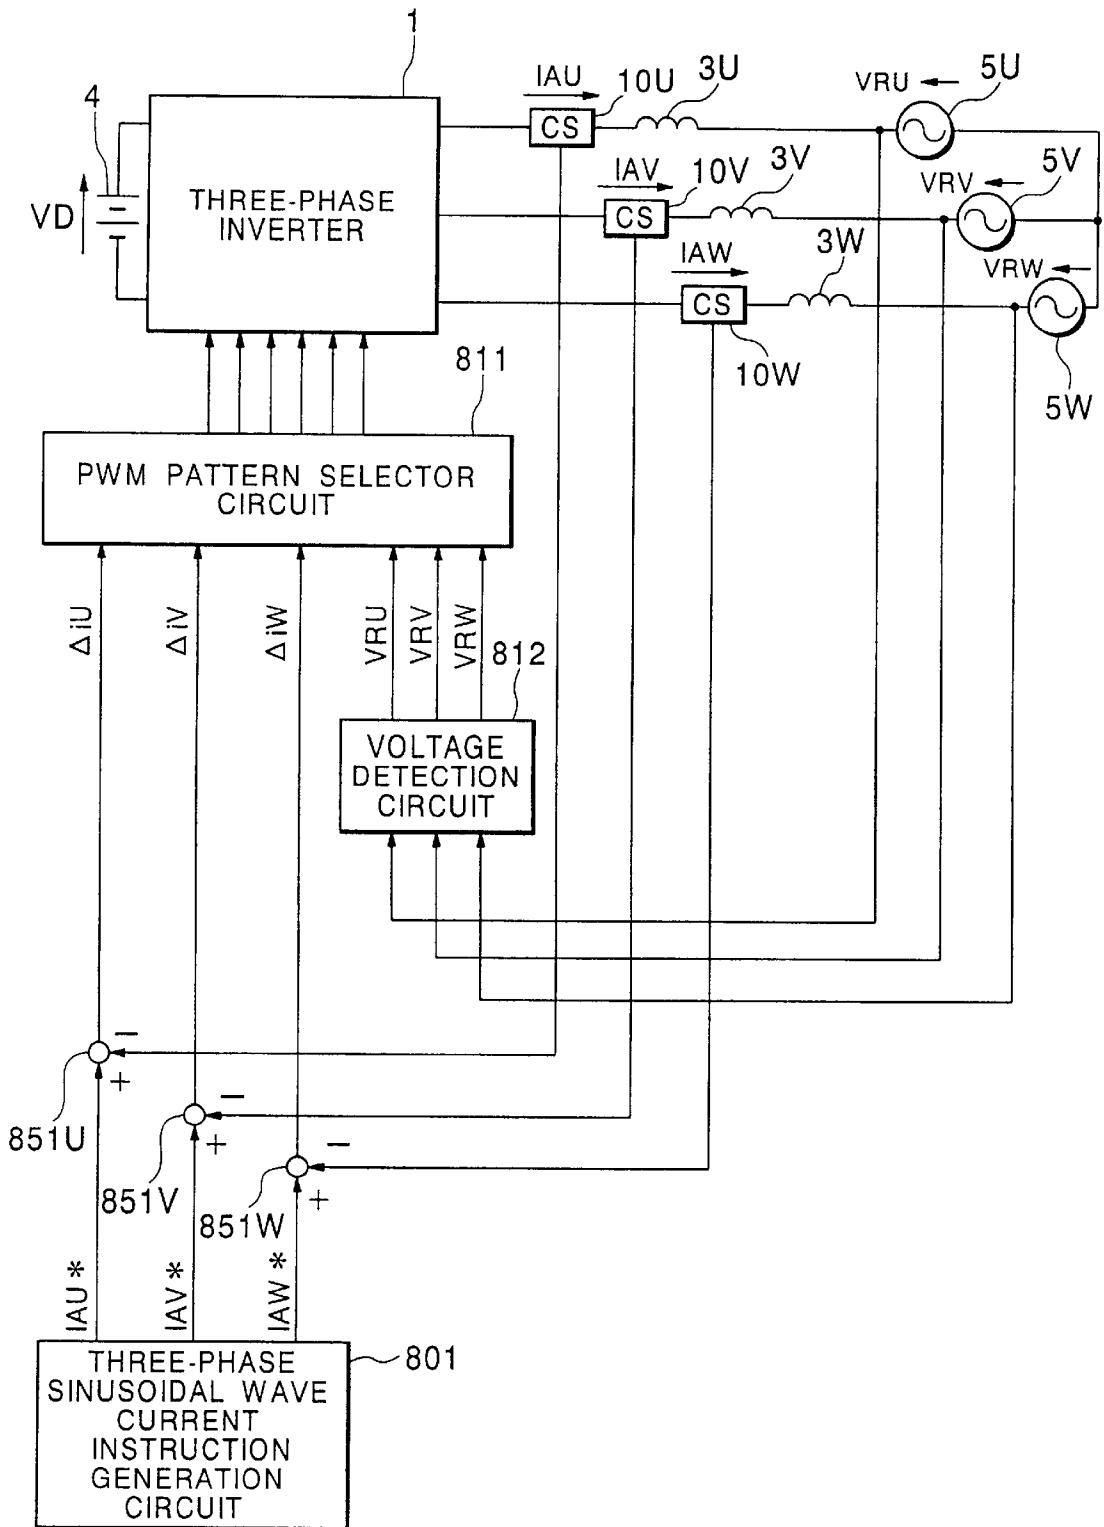 1
IAU
10U
3U
VRU
5U
4
CS
VD
THREE-PHASE
INVERTER
IAV
10V
3V
VRV
5V
CS
IAW
3W
VRW
CS
10W
5W
811
PWM PATTERN SELECTOR
CIRCUIT
ΔiU
ΔiV
ΔiW
VRU
VRV
VRW
812
VOLTAGE
DETECTION
CIRCUIT
−
+
851U
−
+
851V
−
+
851W
IAU*
IAV*
IAW*
801
THREE-PHASE
SINUSOIDAL WAVE
CURRENT
INSTRUCTION
GENERATION
CIRCUIT